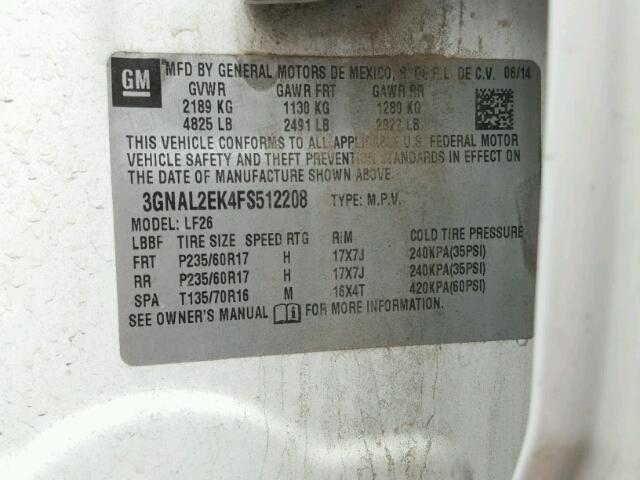 GM
MFD BY GENERAL MOTORS DE MEXICO, S. DE R.L. DE C.V. 06/14
GVWR GAWR FRT GAWR RR
2189 KG 1130 KG 1280 KG
4825 LB 2491 LB 2822 LB
THIS VEHICLE CONFORMS TO ALL APPLICABLE U.S. FEDERAL MOTOR
VEHICLE SAFETY AND THEFT PREVENTION STANDARDS IN EFFECT ON
THE DATE OF MANUFACTURE SHOWN ABOVE.
3GNAL2EK4FS512208 TYPE: M.P.V.
MODEL: LF26
LBBF TIRE SIZE SPEED RTG RIM COLD TIRE PRESSURE
FRT P235/60R17 H 17X7J 240KPA(35PSI)
RR P235/60R17 H 17X7J 240KPA(35PSI)
SPA T135/70R16 M 16X4T 420KPA(60PSI)
SEE OWNER'S MANUAL FOR MORE INFORMATION.